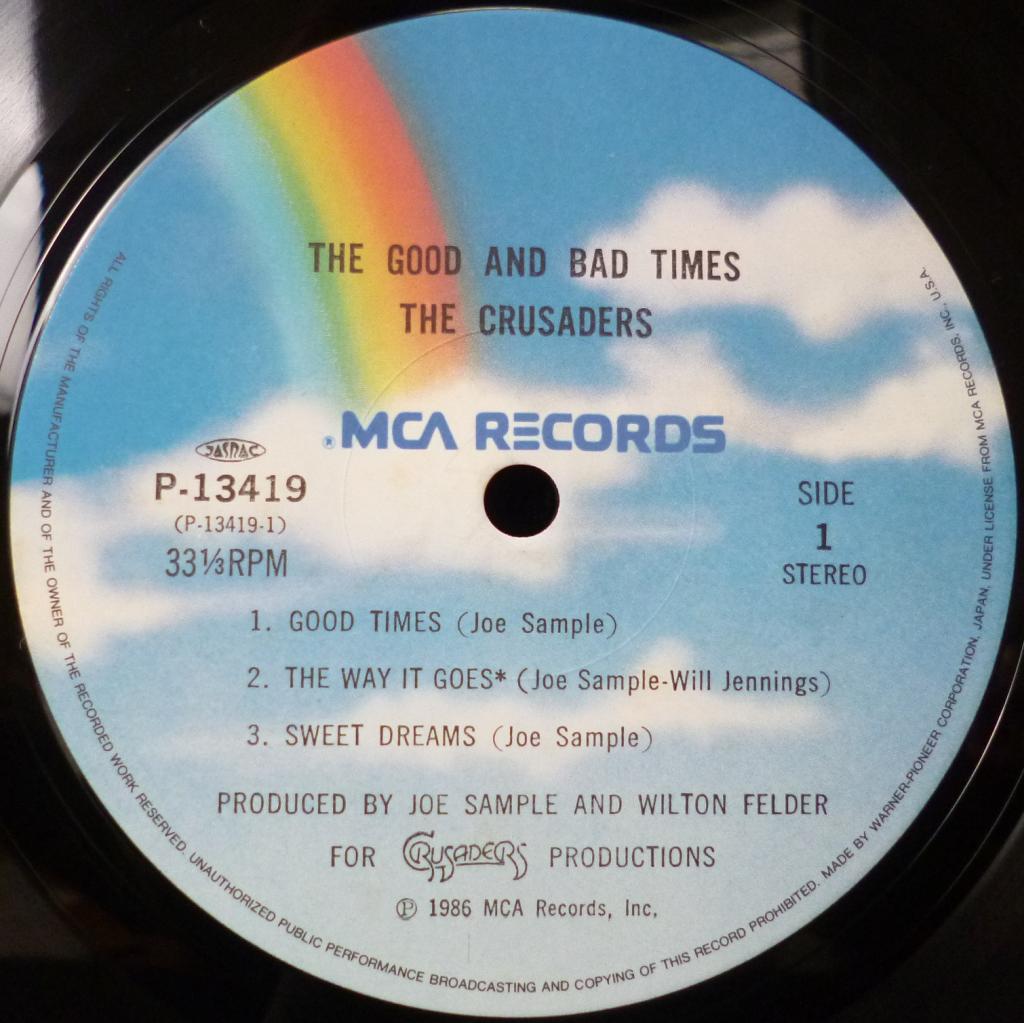 THE GOOD AND BAD TIMES
THE CRUSADERS
® MCA RECORDS
JASRAC
P-13419
(P-13419-1)
33⅓RPM
SIDE
1
STEREO
1. GOOD TIMES (Joe Sample)
2. THE WAY IT GOES* (Joe Sample-Will Jennings)
3. SWEET DREAMS (Joe Sample)
PRODUCED BY JOE SAMPLE AND WILTON FELDER
FOR CRUSADERS PRODUCTIONS
℗ 1986 MCA Records, Inc.
ALL RIGHTS OF THE MANUFACTURER AND OF THE OWNER OF THE RECORDED WORK RESERVED. UNAUTHORIZED PUBLIC PERFORMANCE BROADCASTING AND COPYING OF THIS RECORD PROHIBITED. MADE BY WARNER-PIONEER CORPORATION, JAPAN, UNDER LICENSE FROM MCA RECORDS, INC., U.S.A.